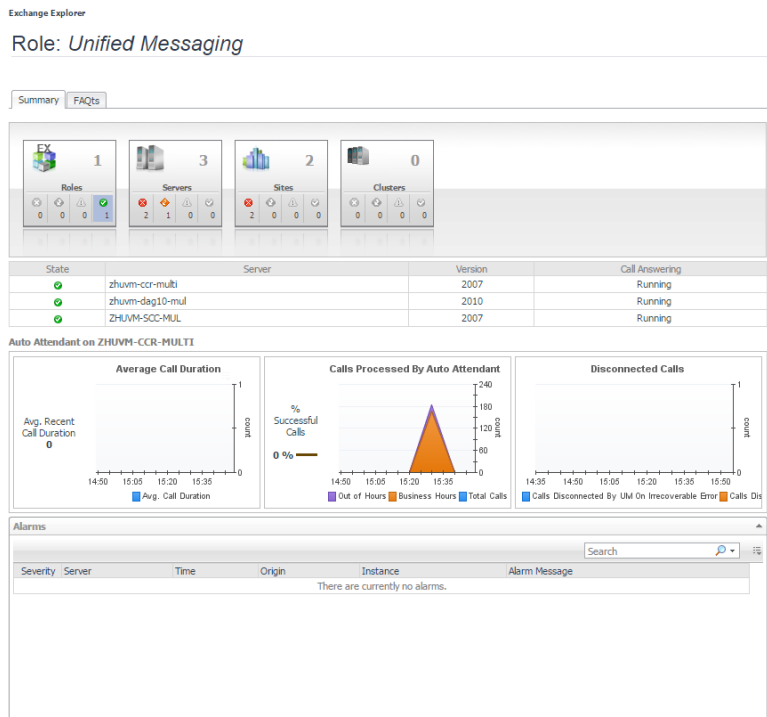 Exchange Explorer
Role: Unified Messaging
Summary FAQts
EX 1 3 2 0
Roles Servers Sites Clusters
0 0 0 1 2 1 0 0 2 0 0 0 0 0 0 0
State Server Version Call Answering
zhuvm-ccr-multi 2007 Running
zhuvm-dag10-mul 2010 Running
ZHUVM-SCC-MUL 2007 Running
Auto Attendant on ZHUVM-CCR-MULTI
Average Call Duration
1
Avg. Recent
Call Duration
0
count
0
14:50 15:05 15:20 15:35
Avg. Call Duration
Calls Processed By Auto Attendant
240
%
Successful
Calls
0 %
180
120
60
0
count
14:50 15:05 15:20 15:35
Out of Hours Business Hours Total Calls
Disconnected Calls
1
count
0
14:35 14:50 15:05 15:20 15:35 15:50
Calls Disconnected By UM On Irrecoverable Error Calls Dis
Alarms
Search
Severity Server Time Origin Instance Alarm Message
There are currently no alarms.